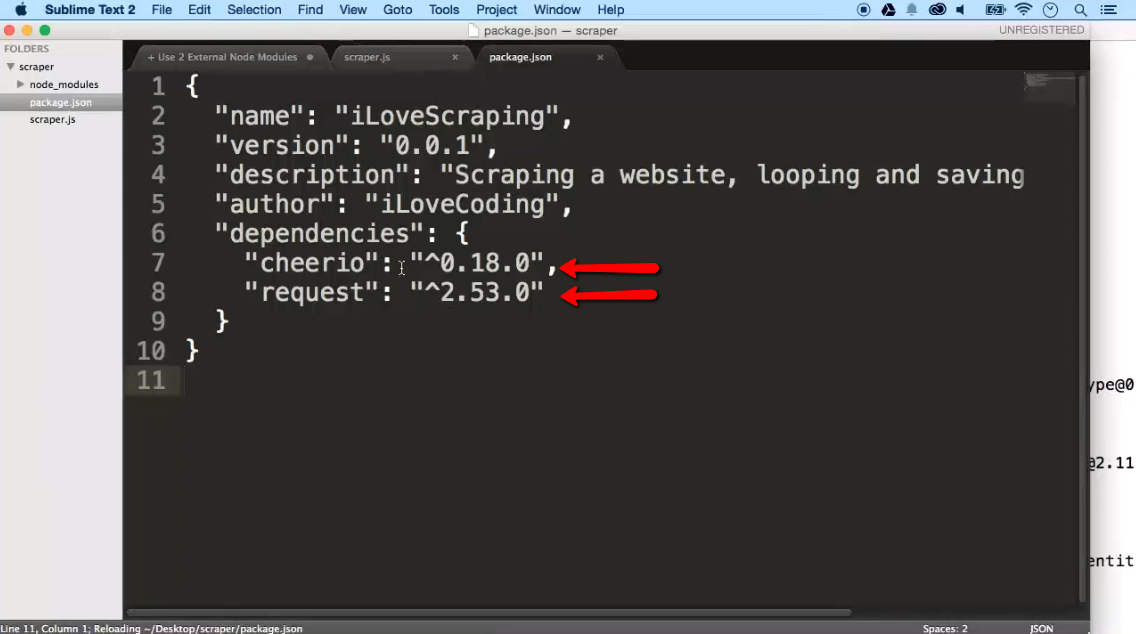 Sublime Text 2 File Edit Selection Find View Goto Tools Project Window Help
package.json — scraper UNREGISTERED
FOLDERS
scraper
node_modules
package.json
scraper.js
+ Use 2 External Node Modules scraper.js × package.json ×
1 {
2 "name": "iLoveScraping",
3 "version": "0.0.1",
4 "description": "Scraping a website, looping and saving
5 "author": "iLoveCoding",
6 "dependencies": {
7 "cheerio": "^0.18.0",
8 "request": "^2.53.0"
9 }
10 }
11
ype@0
@2.11
entit
Line 11, Column 1; Reloading ~/Desktop/scraper/package.json Spaces: 2 JSON